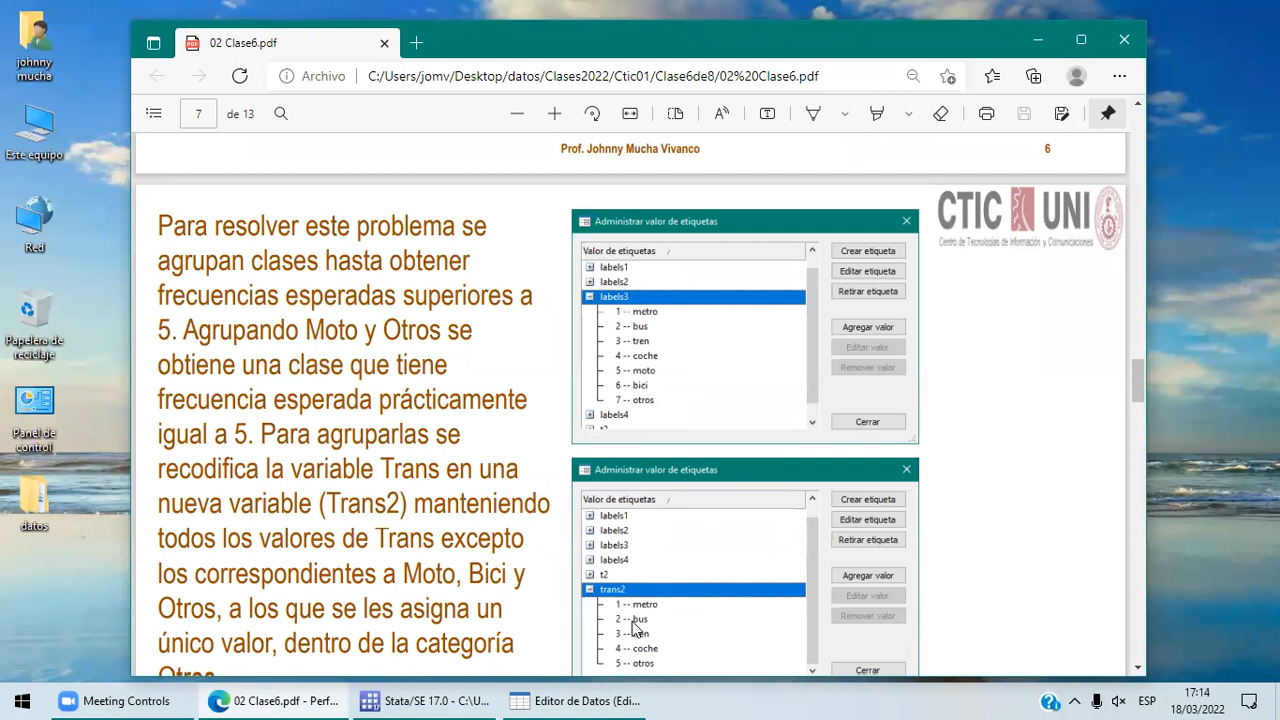 johnny
mucha
Este equipo
Red
Papelera de
reciclaje
Panel de
control
datos
02 Clase6.pdf
Archivo
C:/Users/jomv/Desktop/datos/Clases2022/Ctic01/Clase6de8/02%20Clase6.pdf
7
de 13
Prof. Johnny Mucha Vivanco
6
Para resolver este problema se
agrupan clases hasta obtener
frecuencias esperadas superiores a
5. Agrupando Moto y Otros se
obtiene una clase que tiene
frecuencia esperada prácticamente
igual a 5. Para agruparlas se
recodifica la variable Trans en una
nueva variable (Trans2) manteniendo
todos los valores de Trans excepto
los correspondientes a Moto, Bici y
Otros, a los que se les asigna un
único valor, dentro de la categoría
Otros
CTIC UNI
Centro de Tecnologías de Información y Comunicaciones
Administrar valor de etiquetas
Valor de etiquetas
labels1
labels2
labels3
1 -- metro
2 -- bus
3 -- tren
4 -- coche
5 -- moto
6 -- bici
7 -- otros
labels4
Crear etiqueta
Editar etiqueta
Retirar etiqueta
Agregar valor
Editar valor
Remover valor
Cerrar
Administrar valor de etiquetas
Valor de etiquetas
labels1
labels2
labels3
labels4
t2
trans2
1 -- metro
2 -- bus
3 -- tren
4 -- coche
5 -- otros
Crear etiqueta
Editar etiqueta
Retirar etiqueta
Agregar valor
Editar valor
Remover valor
Cerrar
Meeting Controls
02 Clase6.pdf - Perf...
Stata/SE 17.0 - C:\U...
Editor de Datos (Edi...
ESP
17:14
18/03/2022